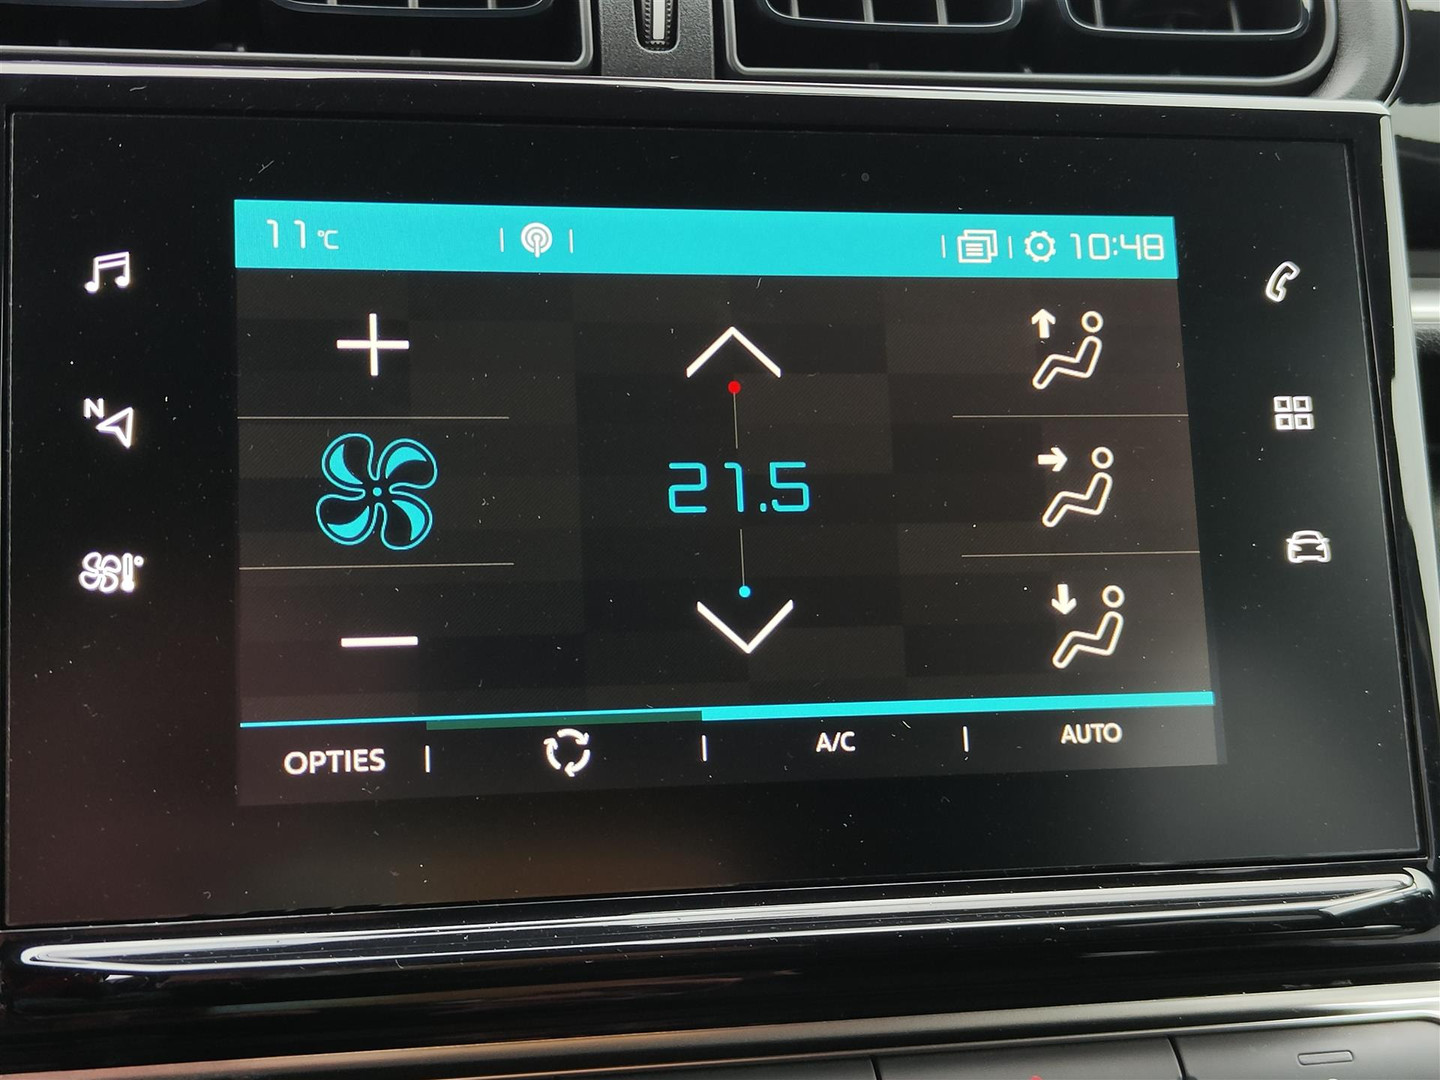 11°C
10:48
N
21.5
OPTIES
A/C
AUTO